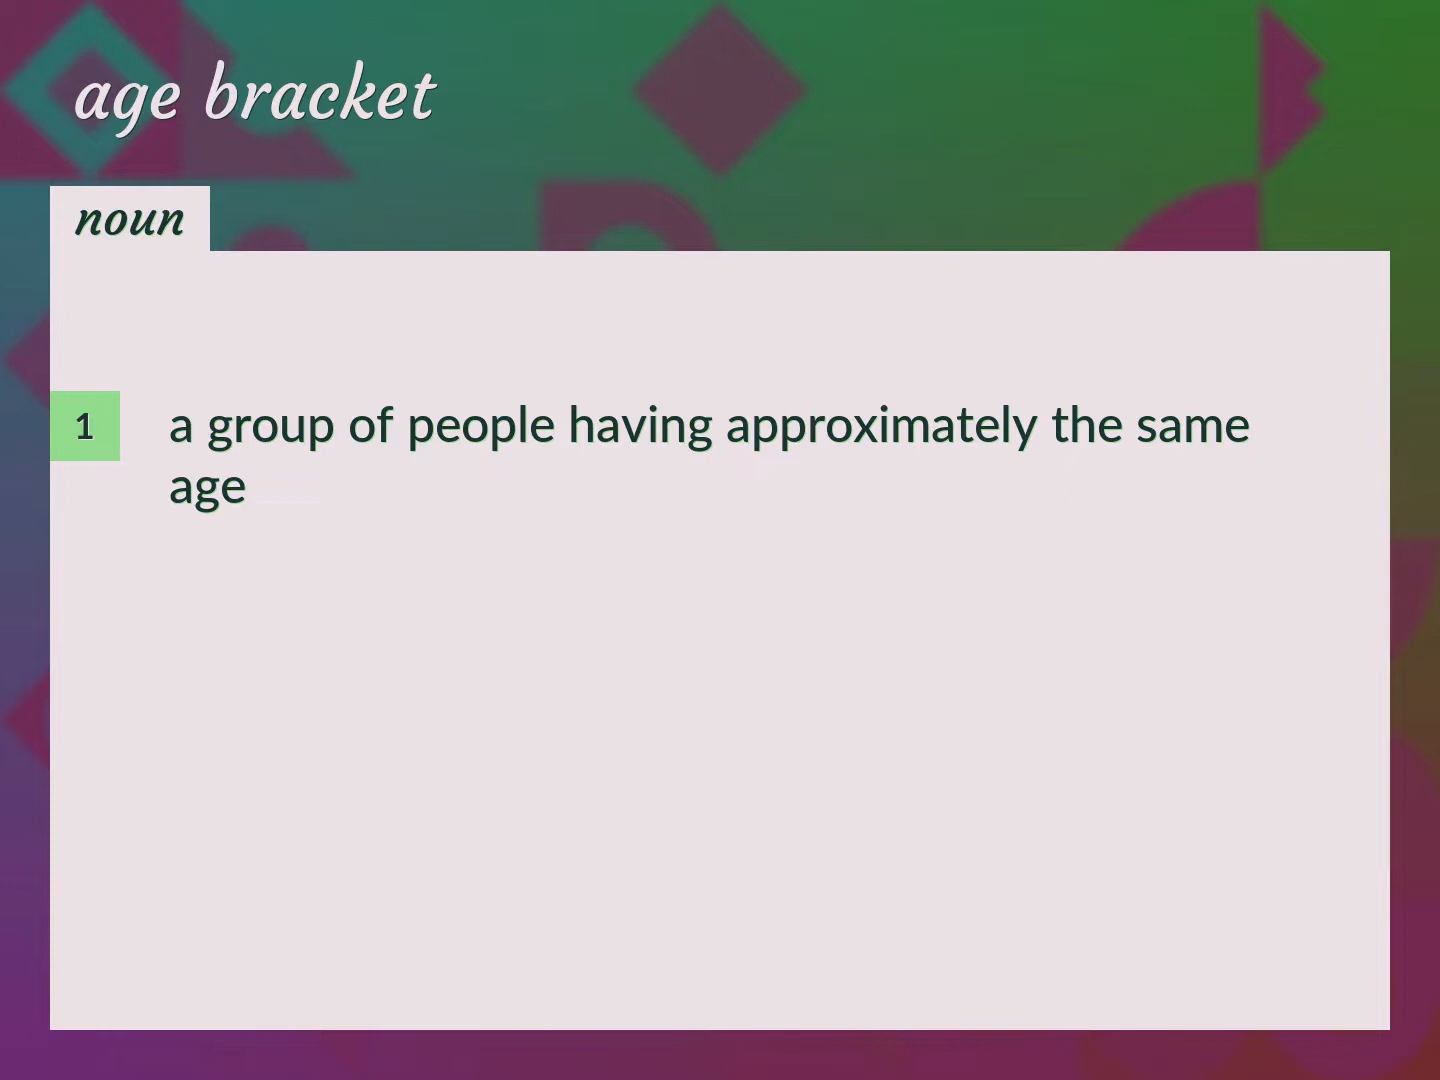 age bracket
noun
1
a group of people having approximately the same
age